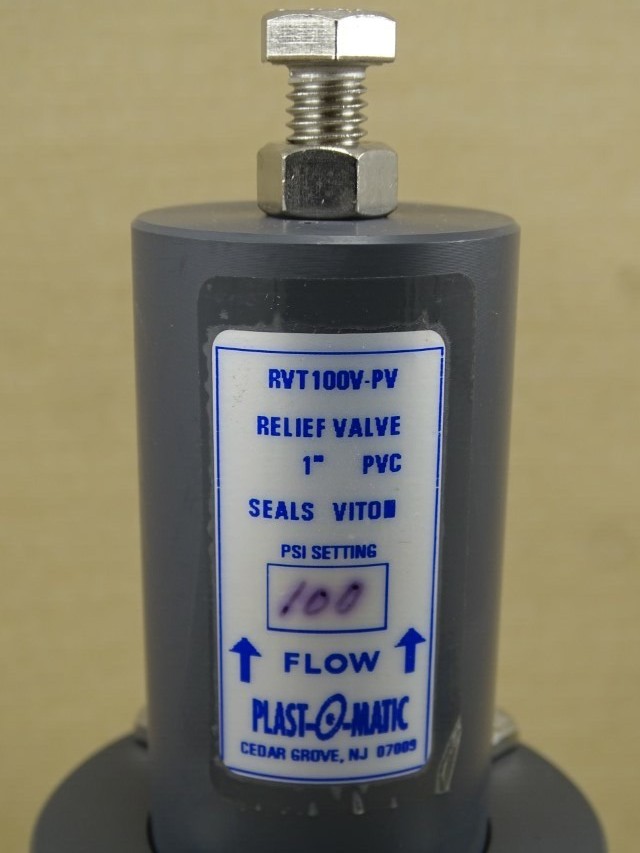 RVT100V-PV
RELIEF VALVE
1" PVC
SEALS VITON
PSI SETTING
100
FLOW
PLAST-O-MATIC
CEDAR GROVE, NJ 07009